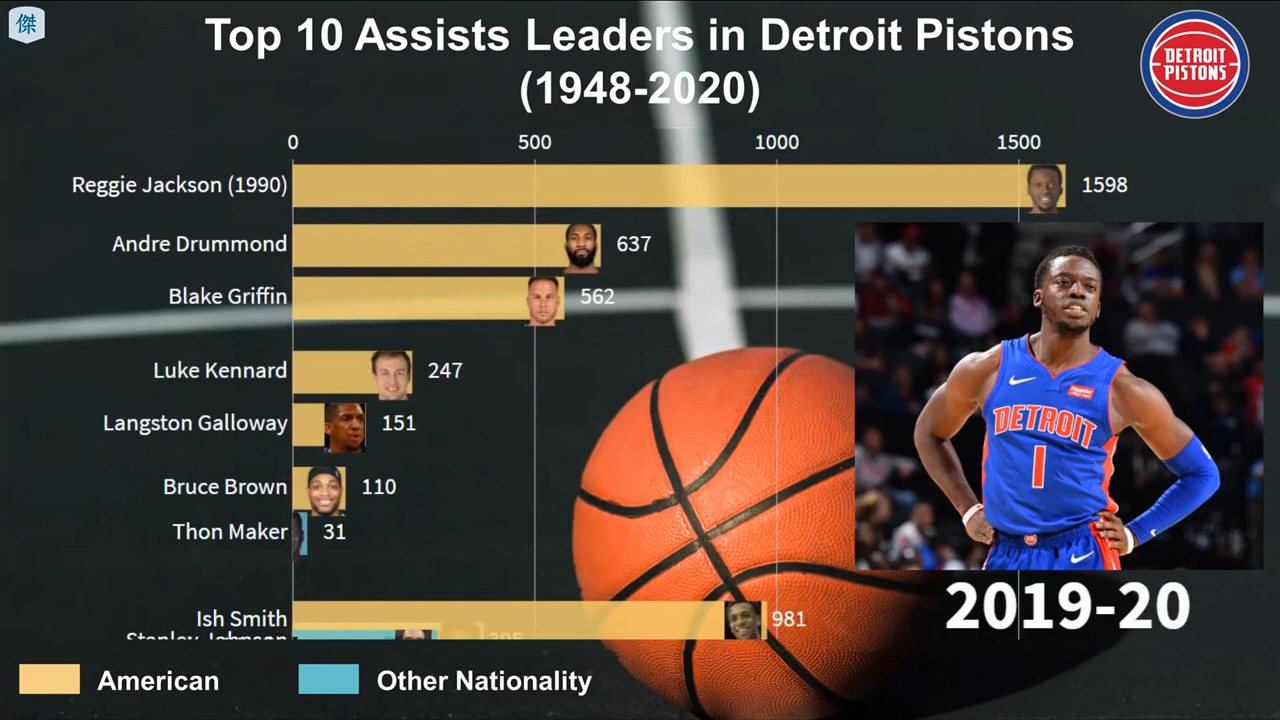 傑
Top 10 Assists Leaders in Detroit Pistons
(1948-2020)
DETROIT
PISTONS
0 500 1000 1500
Reggie Jackson (1990) 1598
Andre Drummond 637
Blake Griffin 562
Luke Kennard 247
Langston Galloway 151
Bruce Brown 110
Thon Maker 31
Ish Smith 981
Stanley Johnson
DETROIT
1
2019-20
American Other Nationality